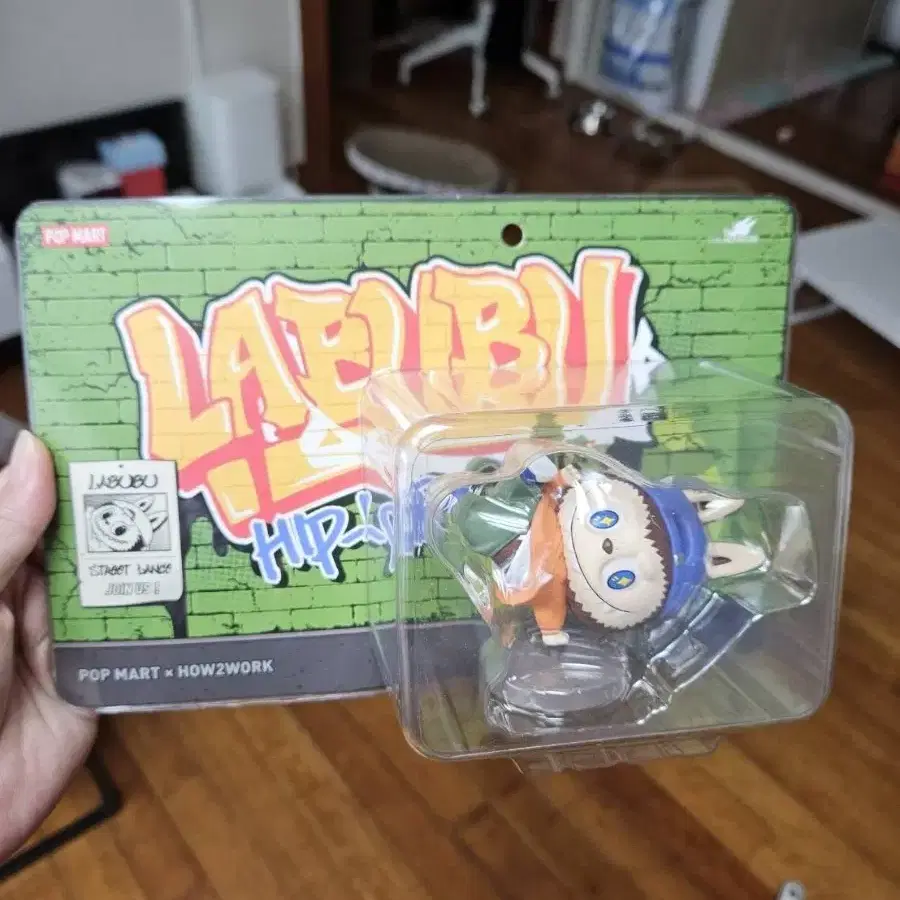 POP MART
LABUBU
HIP-
LABUBU
STREET DANCE
JOIN US !
POP MART × HOW2WORK